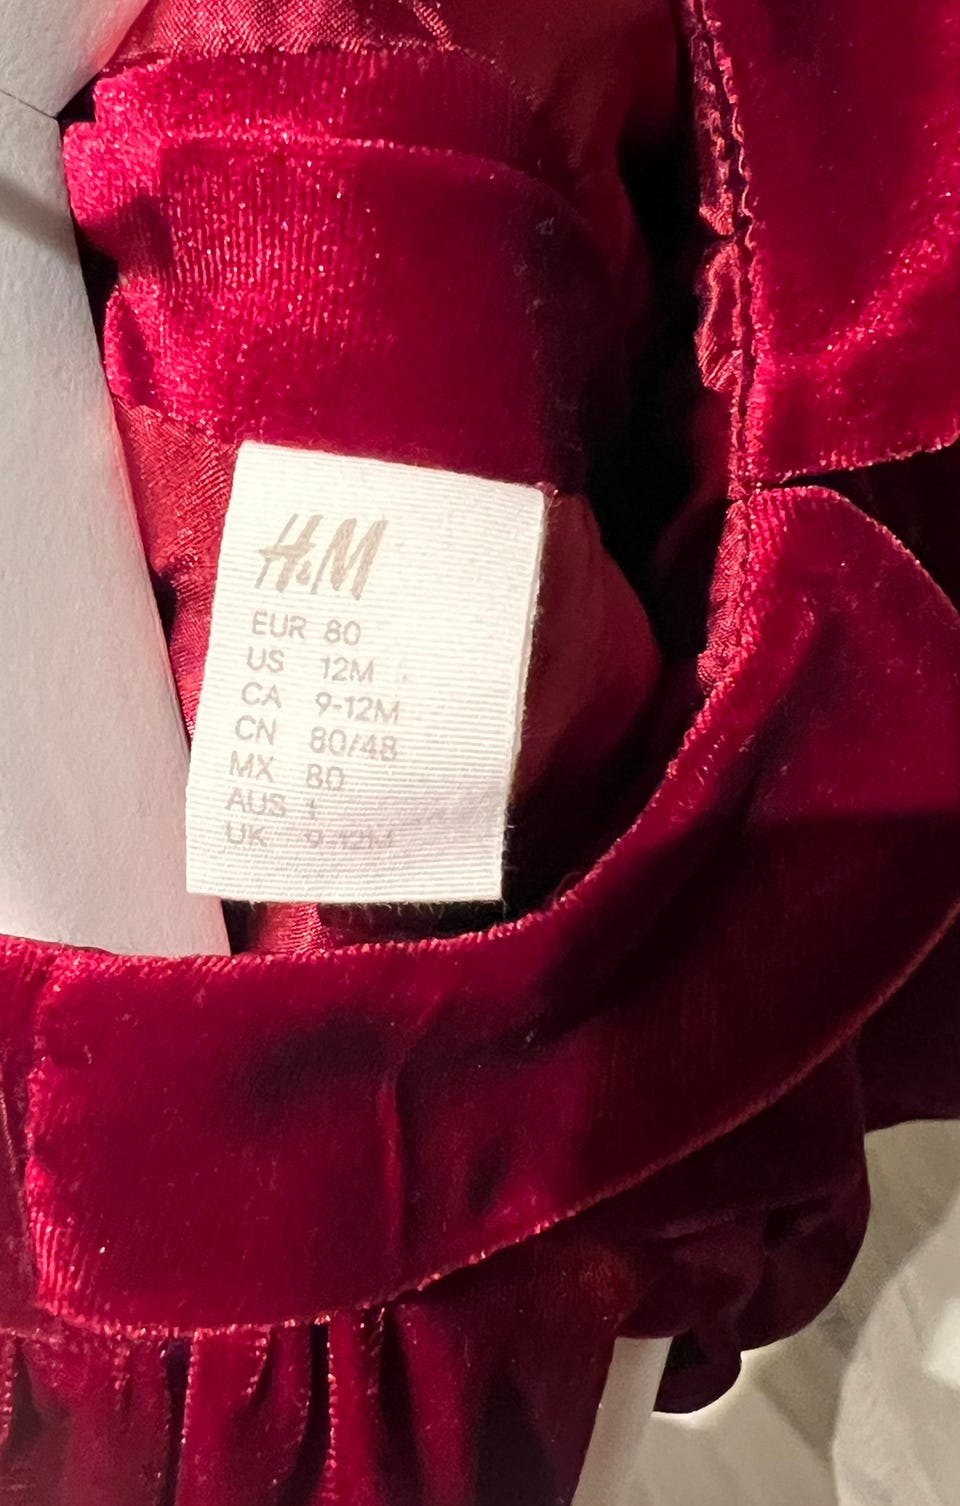 H&M
EUR 80
US 12M
CA 9-12M
CN 80/48
MX 80
AUS 1
UK 9-12M